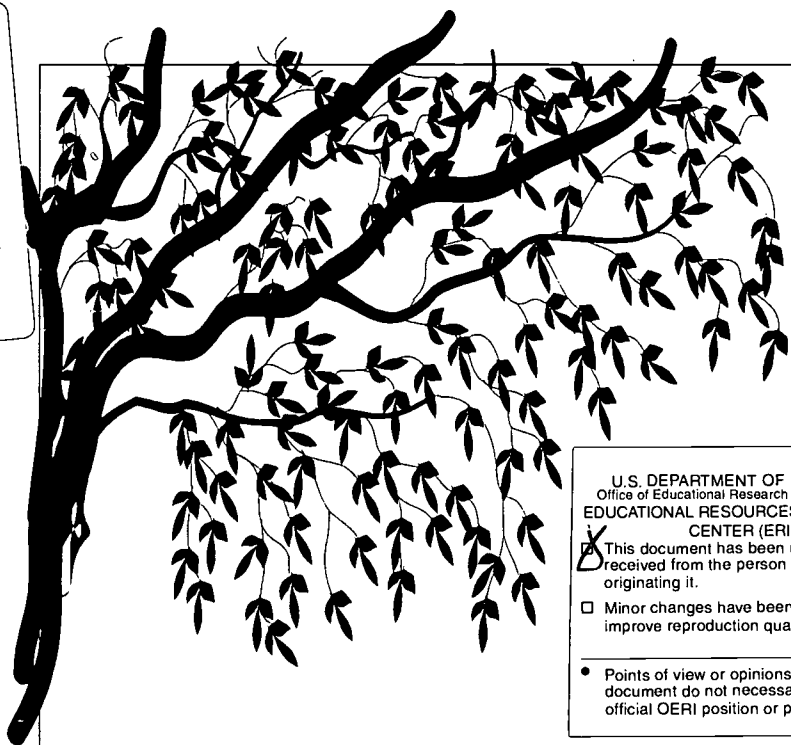 U.S. DEPARTMENT OF
Office of Educational Research
EDUCATIONAL RESOURCES
CENTER (ERI
This document has been
received from the person
originating it.
□ Minor changes have been
improve reproduction qua
• Points of view or opinions
document do not necessa
official OERI position or p